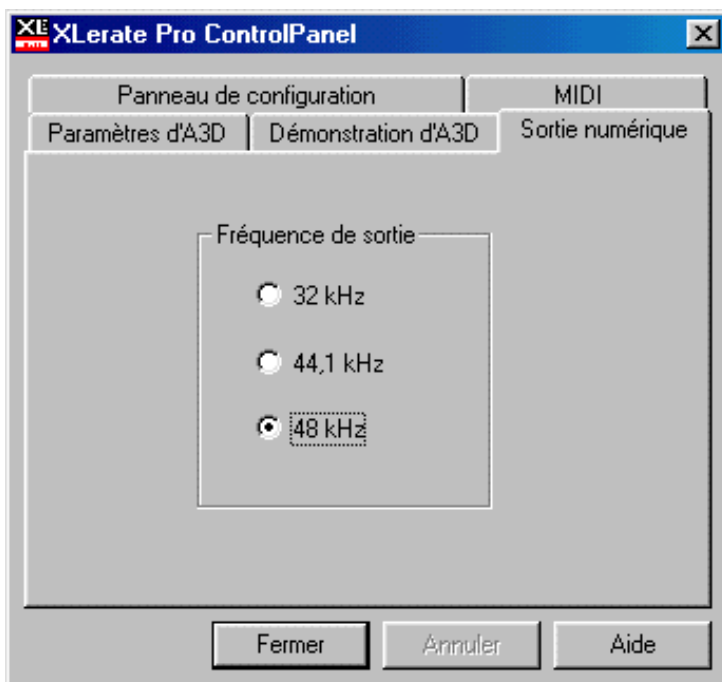 XLerate Pro ControlPanel
Panneau de configuration MIDI
Paramètres d'A3D Démonstration d'A3D Sortie numérique
Fréquence de sortie
32 kHz
44,1 kHz
48 kHz
Fermer Annuler Aide